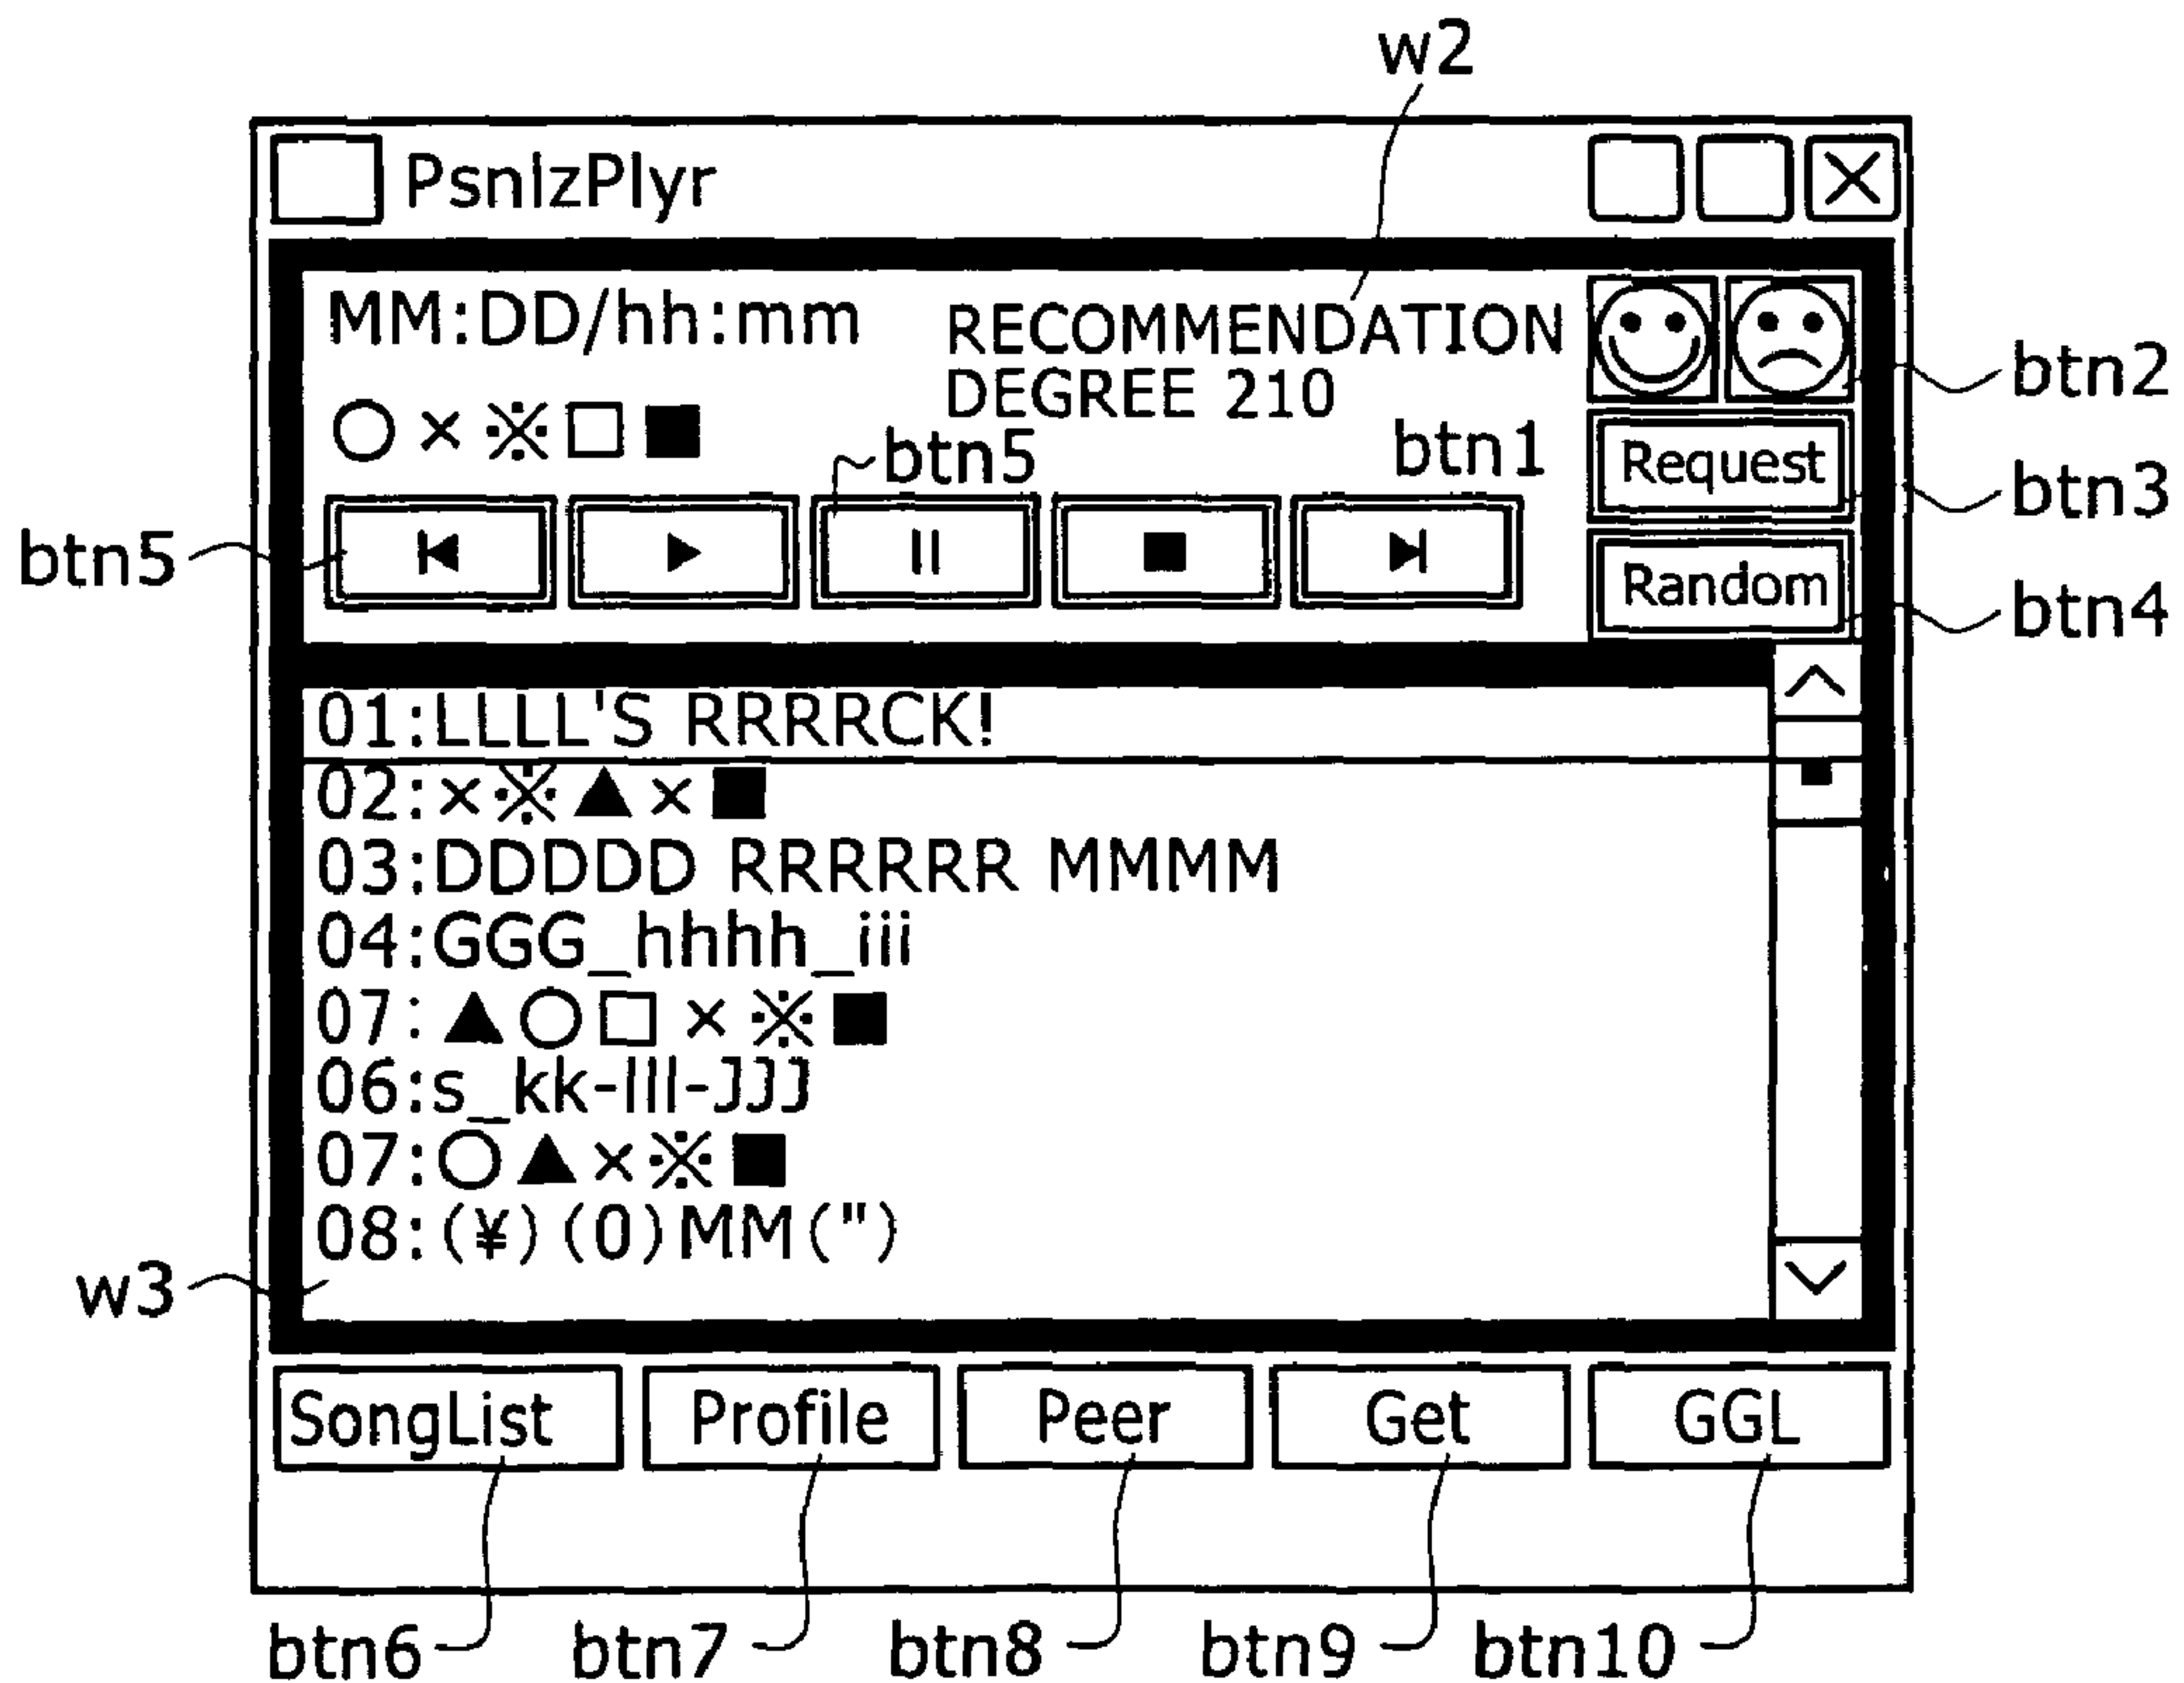 w2
PsnlzPlyr
MM:DD/hh:mm
RECOMMENDATION
DEGREE 210
○×※□■
btn2
btn5
btn1
Request
btn3
btn5
Random
btn4
01:LLLL'S RRRRCK!
02:×※▲×■
03:DDDDD RRRRRR MMMM
04:GGG_hhhh_iii
07:▲○□×※■
06:s_kk-lll-JJJ
07:○▲×※■
08:(¥)(0)MM(")
w3
SongList Profile Peer Get GGL
btn6 btn7 btn8 btn9 btn10